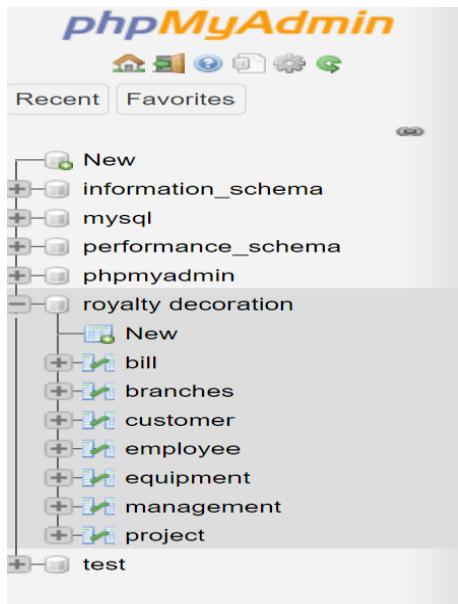 phpMyAdmin
Recent Favorites
New
information_schema
mysql
performance_schema
phpmyadmin
royalty decoration
New
bill
branches
customer
employee
equipment
management
project
test